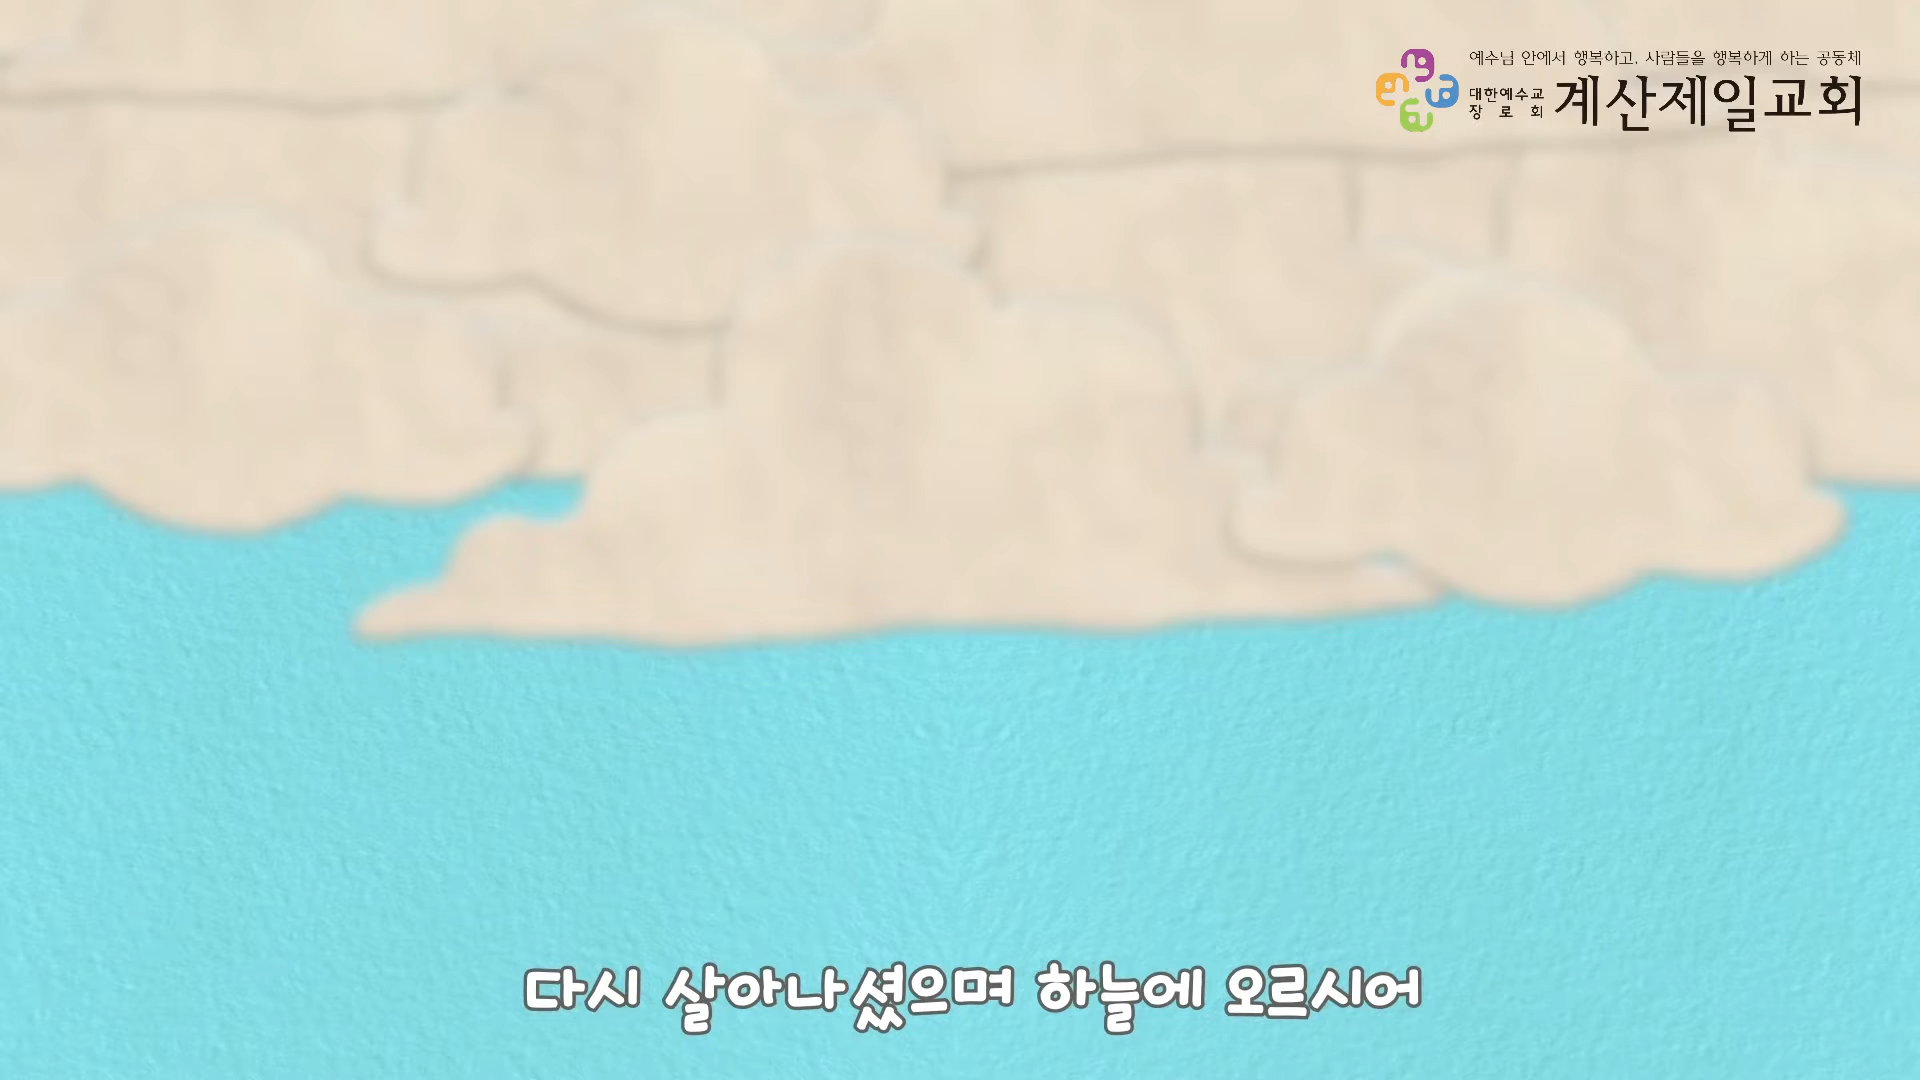 예수님 안에서 행복하고, 사람들을 행복하게 하는 공동체
대한예수교
장로회
계산제일교회
다시 살아나셨으며 하늘에 오르시어